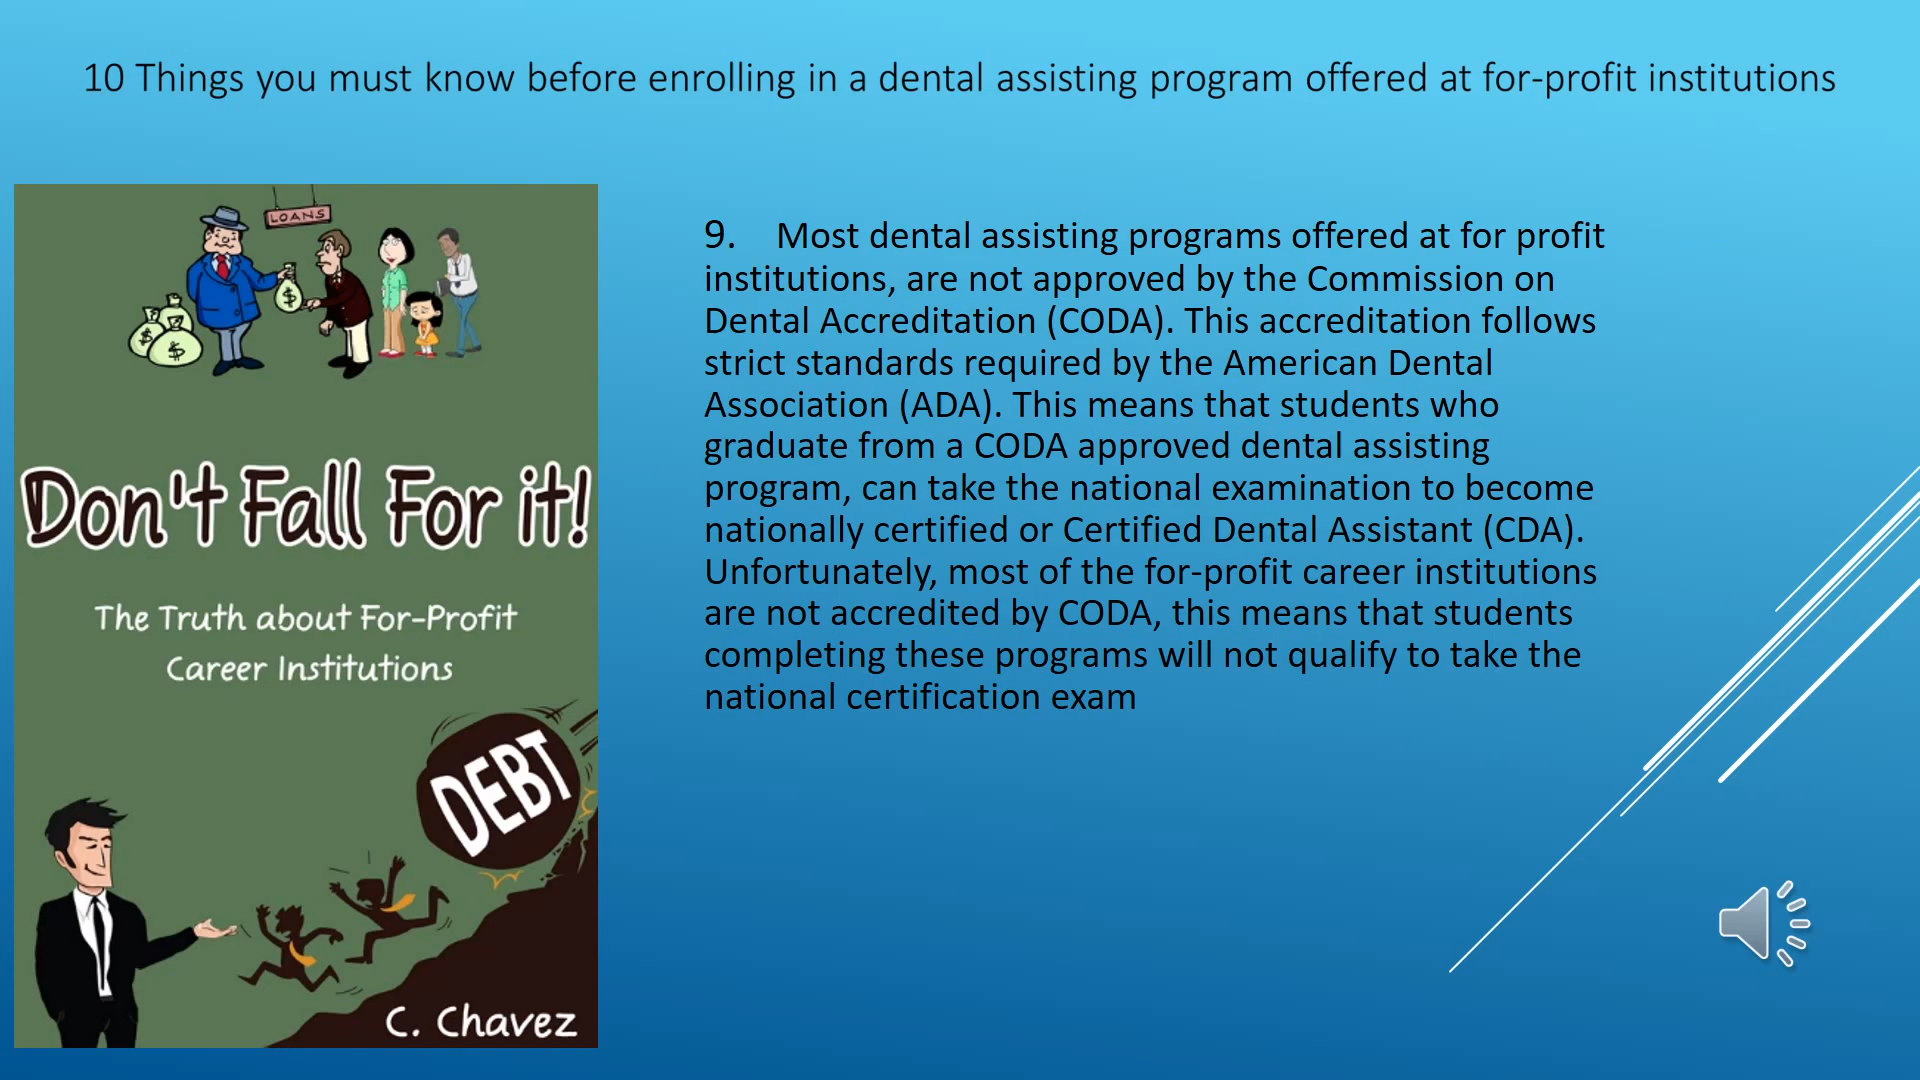 10 Things you must know before enrolling in a dental assisting program offered at for-profit institutions
LOANS
$
$
$
Don't Fall For it!
The Truth about For-Profit
Career Institutions
DEBT
C. Chavez
9. Most dental assisting programs offered at for profit
institutions, are not approved by the Commission on
Dental Accreditation (CODA). This accreditation follows
strict standards required by the American Dental
Association (ADA). This means that students who
graduate from a CODA approved dental assisting
program, can take the national examination to become
nationally certified or Certified Dental Assistant (CDA).
Unfortunately, most of the for-profit career institutions
are not accredited by CODA, this means that students
completing these programs will not qualify to take the
national certification exam